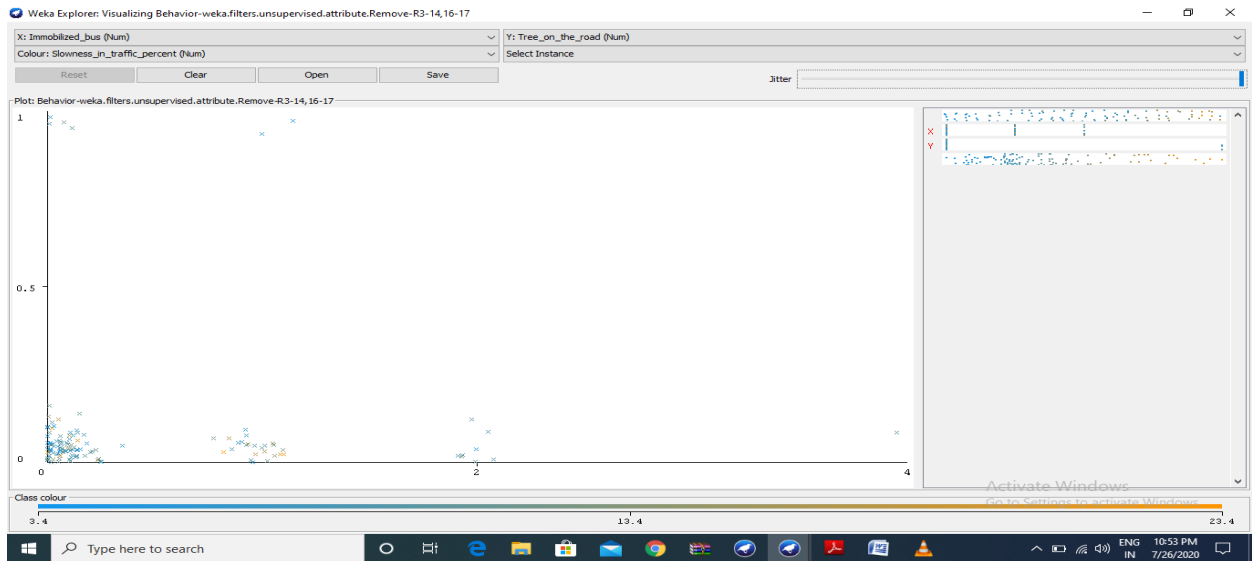 Weka Explorer: Visualizing Behavior-weka.filters.unsupervised.attribute.Remove-R3-14,16-17
X: Immobilized_bus (Num)
Y: Tree_on_the_road (Num)
Colour: Slowness_in_traffic_percent (Num)
Select Instance
Reset Clear Open Save
Jitter
Plot: Behavior-weka.filters.unsupervised.attribute.Remove-R3-14,16-17
1
X
Y
0.5
0
0 2 4
Activate Windows
Go to Settings to activate Windows.
Class colour
3.4 13.4 23.4
Type here to search
ENG 10:53 PM
IN 7/26/2020